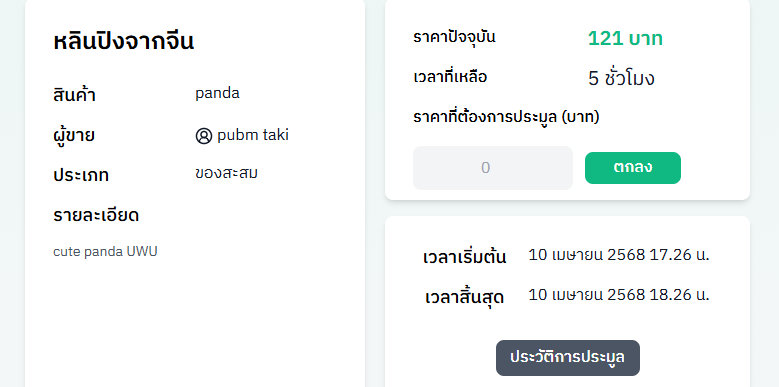 หลินปิงจากจีน
สินค้า panda
ผู้ขาย pubm taki
ประเภท ของสะสม
รายละเอียด
cute panda UWU
ราคาปัจจุบัน 121 บาท
เวลาที่เหลือ 5 ชั่วโมง
ราคาที่ต้องการประมูล (บาท)
0 ตกลง
เวลาเริ่มต้น 10 เมษายน 2568 17.26 น.
เวลาสิ้นสุด 10 เมษายน 2568 18.26 น.
ประวัติการประมูล